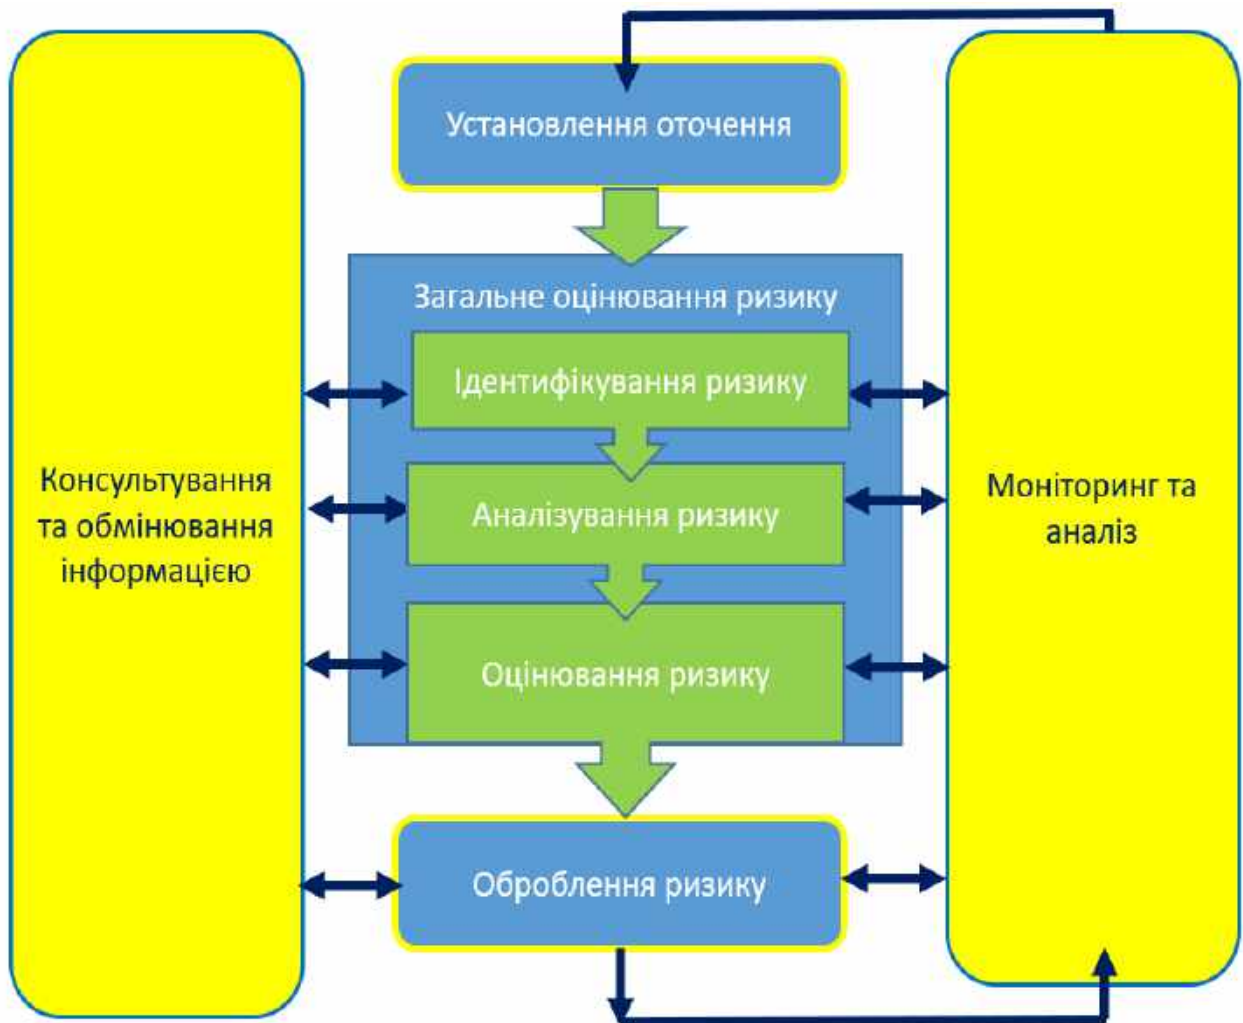 Установлення оточення
Загальне оцінювання ризику
Ідентифікування ризику
Аналізування ризику
Оцінювання ризику
Оброблення ризику
Консультування
та обмінювання
інформацією
Моніторинг та
аналіз